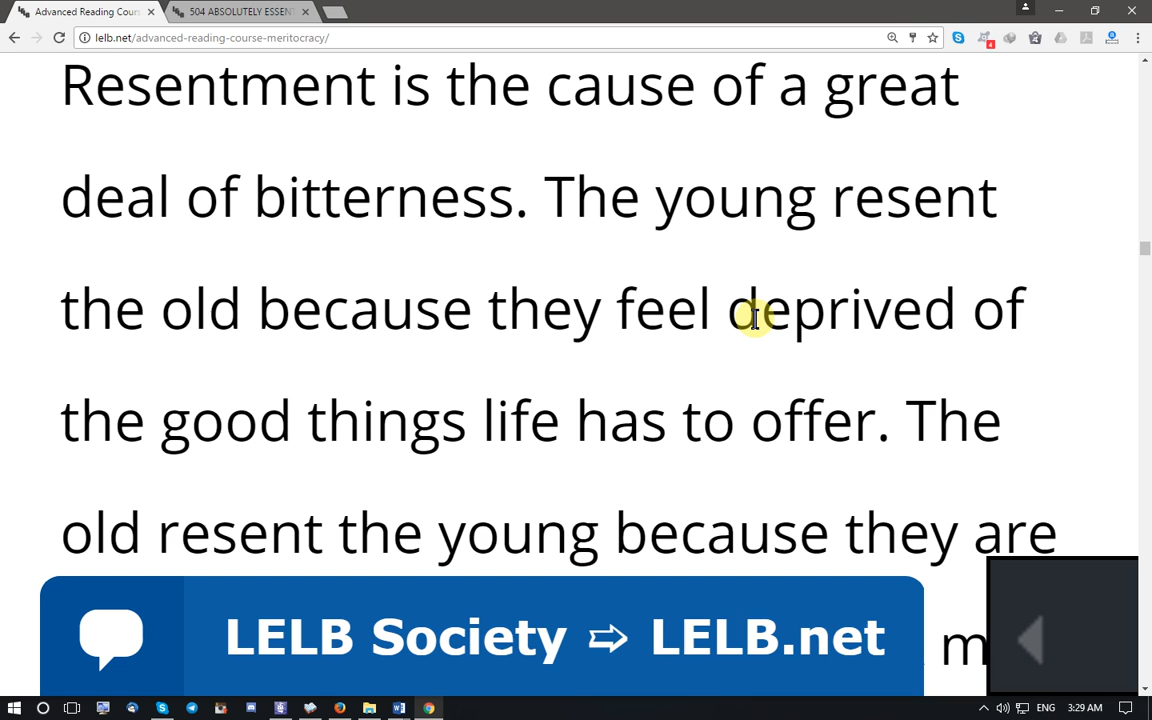 Advanced Reading Cour
504 ABSOLUTELY ESSENT
lelb.net/advanced-reading-course-meritocracy/
4
Resentment is the cause of a great
deal of bitterness. The young resent
the old because they feel deprived of
the good things life has to offer. The
old resent the young because they are
LELB Society ⇨ LELB.net
ENG 3:29 AM